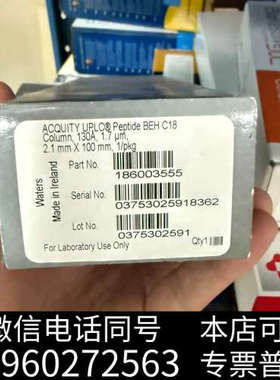 ACQUITY UPLC® Peptide BEH C18
Column, 130Å, 1.7 µm,
2.1 mm X 100 mm, 1/pkg
Part No.
186003555
Serial No.
03753025918362
Lot No.
0375302591
For Laboratory Use Only
Qty1
Waters
Made in Ireland
微信电话同号
960272563
本店可
专票普票